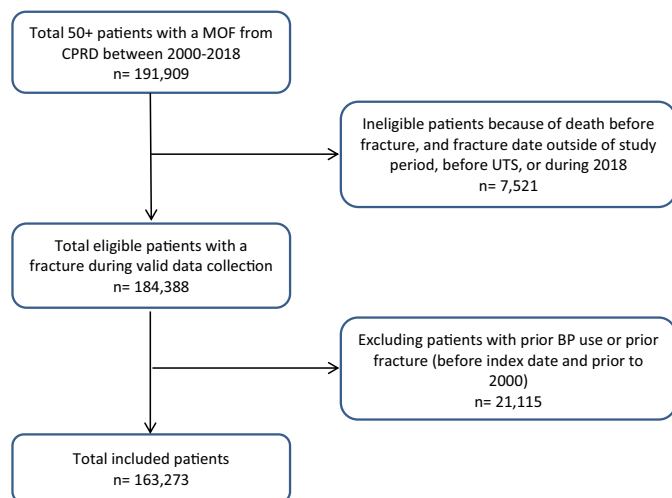 Total 50+ patients with a MOF from
CPRD between 2000-2018
n= 191,909
Ineligible patients because of death before
fracture, and fracture date outside of study
period, before UTS, or during 2018
n= 7,521
Total eligible patients with a
fracture during valid data collection
n= 184,388
Excluding patients with prior BP use or prior
fracture (before index date and prior to
2000)
n= 21,115
Total included patients
n= 163,273